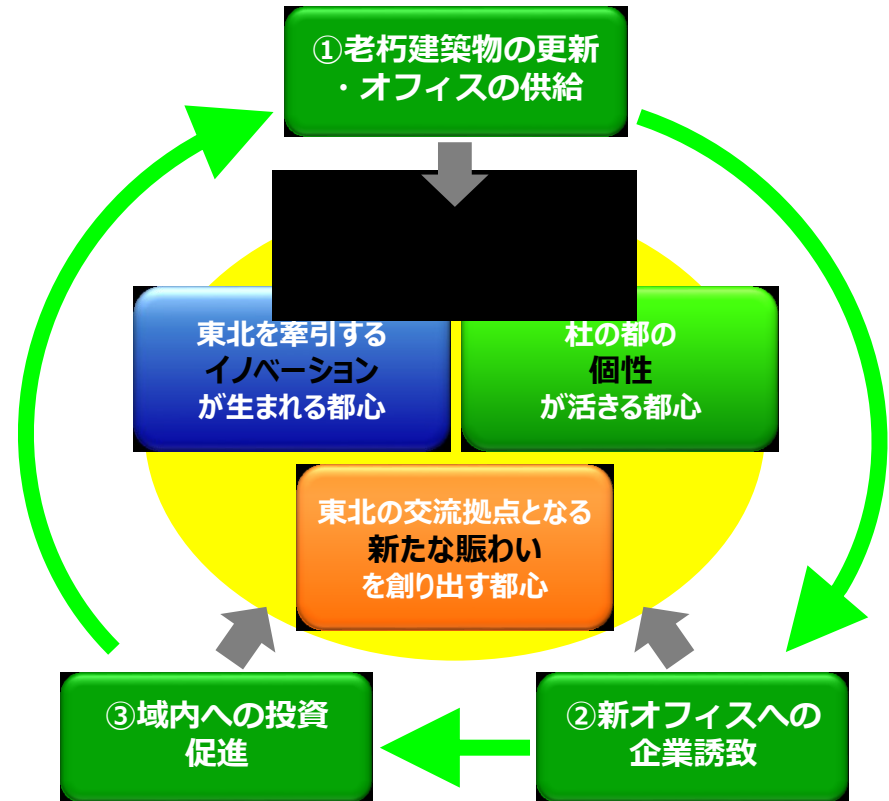 ①老朽建築物の更新
・オフィスの供給
東北を牽引する
イノベーション
が生まれる都心
杜の都の
個性
が活きる都心
東北の交流拠点となる
新たな賑わい
を創り出す都心
③域内への投資
促進
②新オフィスへの
企業誘致